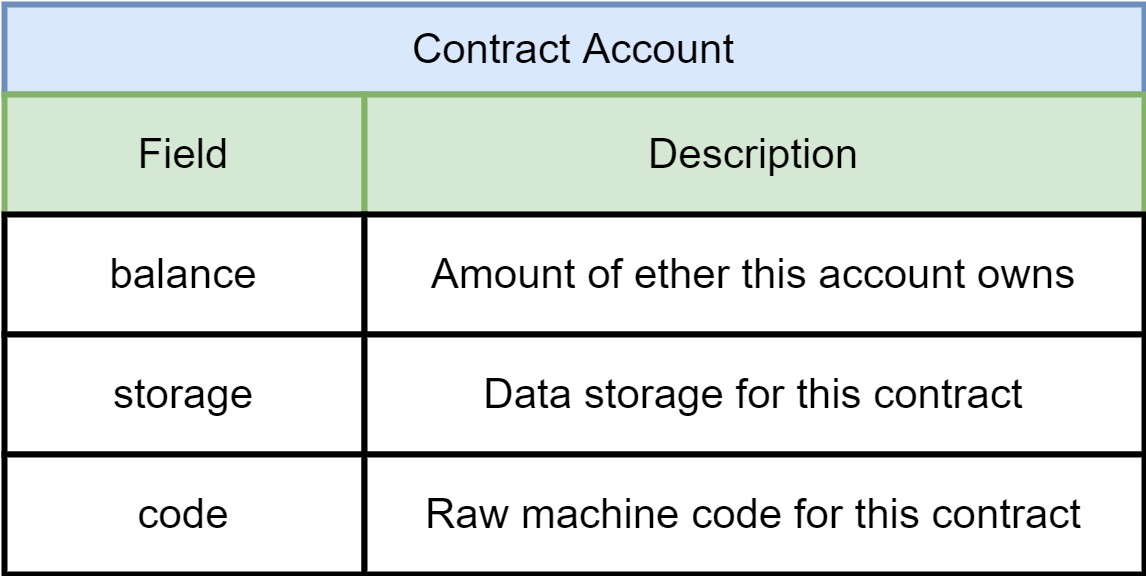 Contract Account
Field Description
balance Amount of ether this account owns
storage Data storage for this contract
code Raw machine code for this contract